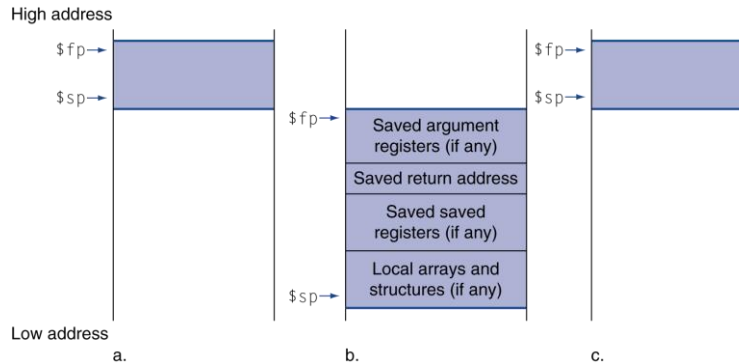 High address
$fp
$sp
$fp
Saved argument
registers (if any)
Saved return address
Saved saved
registers (if any)
Local arrays and
structures (if any)
$sp
$fp
$sp
Low address
a.
b.
c.